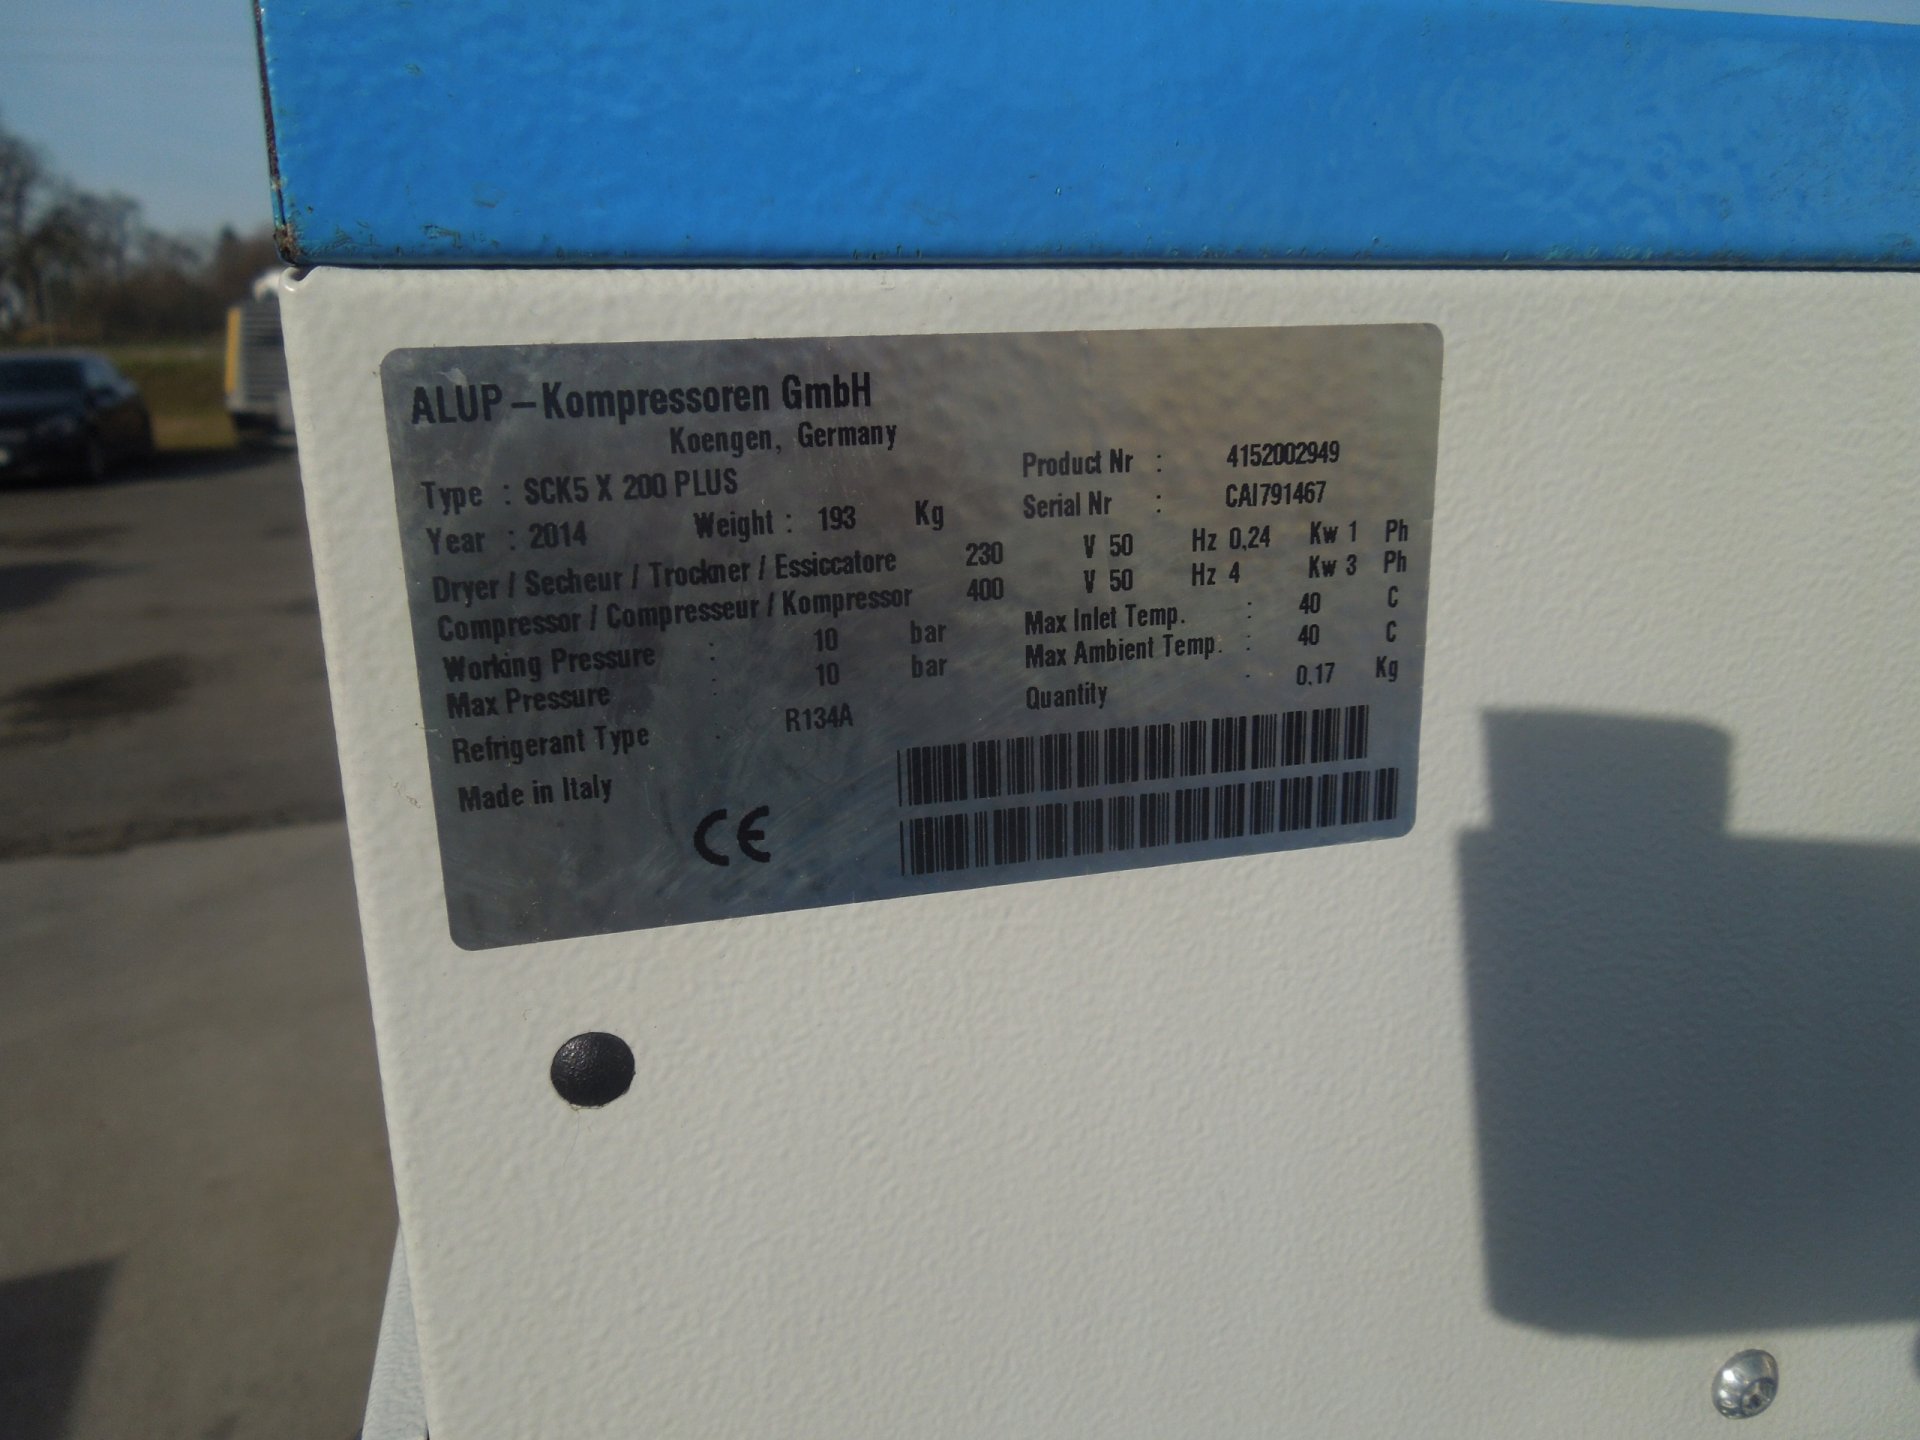 ALUP – Kompressoren GmbH
Koengen, Germany
Type : SCK5 X 200 PLUS Product Nr : 4152002949
Year : 2014 Weight : 193 Kg Serial Nr : CAI791467
Dryer / Secheur / Trockner / Essiccatore 230 V 50 Hz 0,24 Kw 1 Ph
Compressor / Compresseur / Kompressor 400 V 50 Hz 4 Kw 3 Ph
Working Pressure : 10 bar Max Inlet Temp. : 40 C
Max Pressure : 10 bar Max Ambient Temp. : 40 C
Refrigerant Type : R134A Quantity : 0.17 Kg
Made in Italy
CE